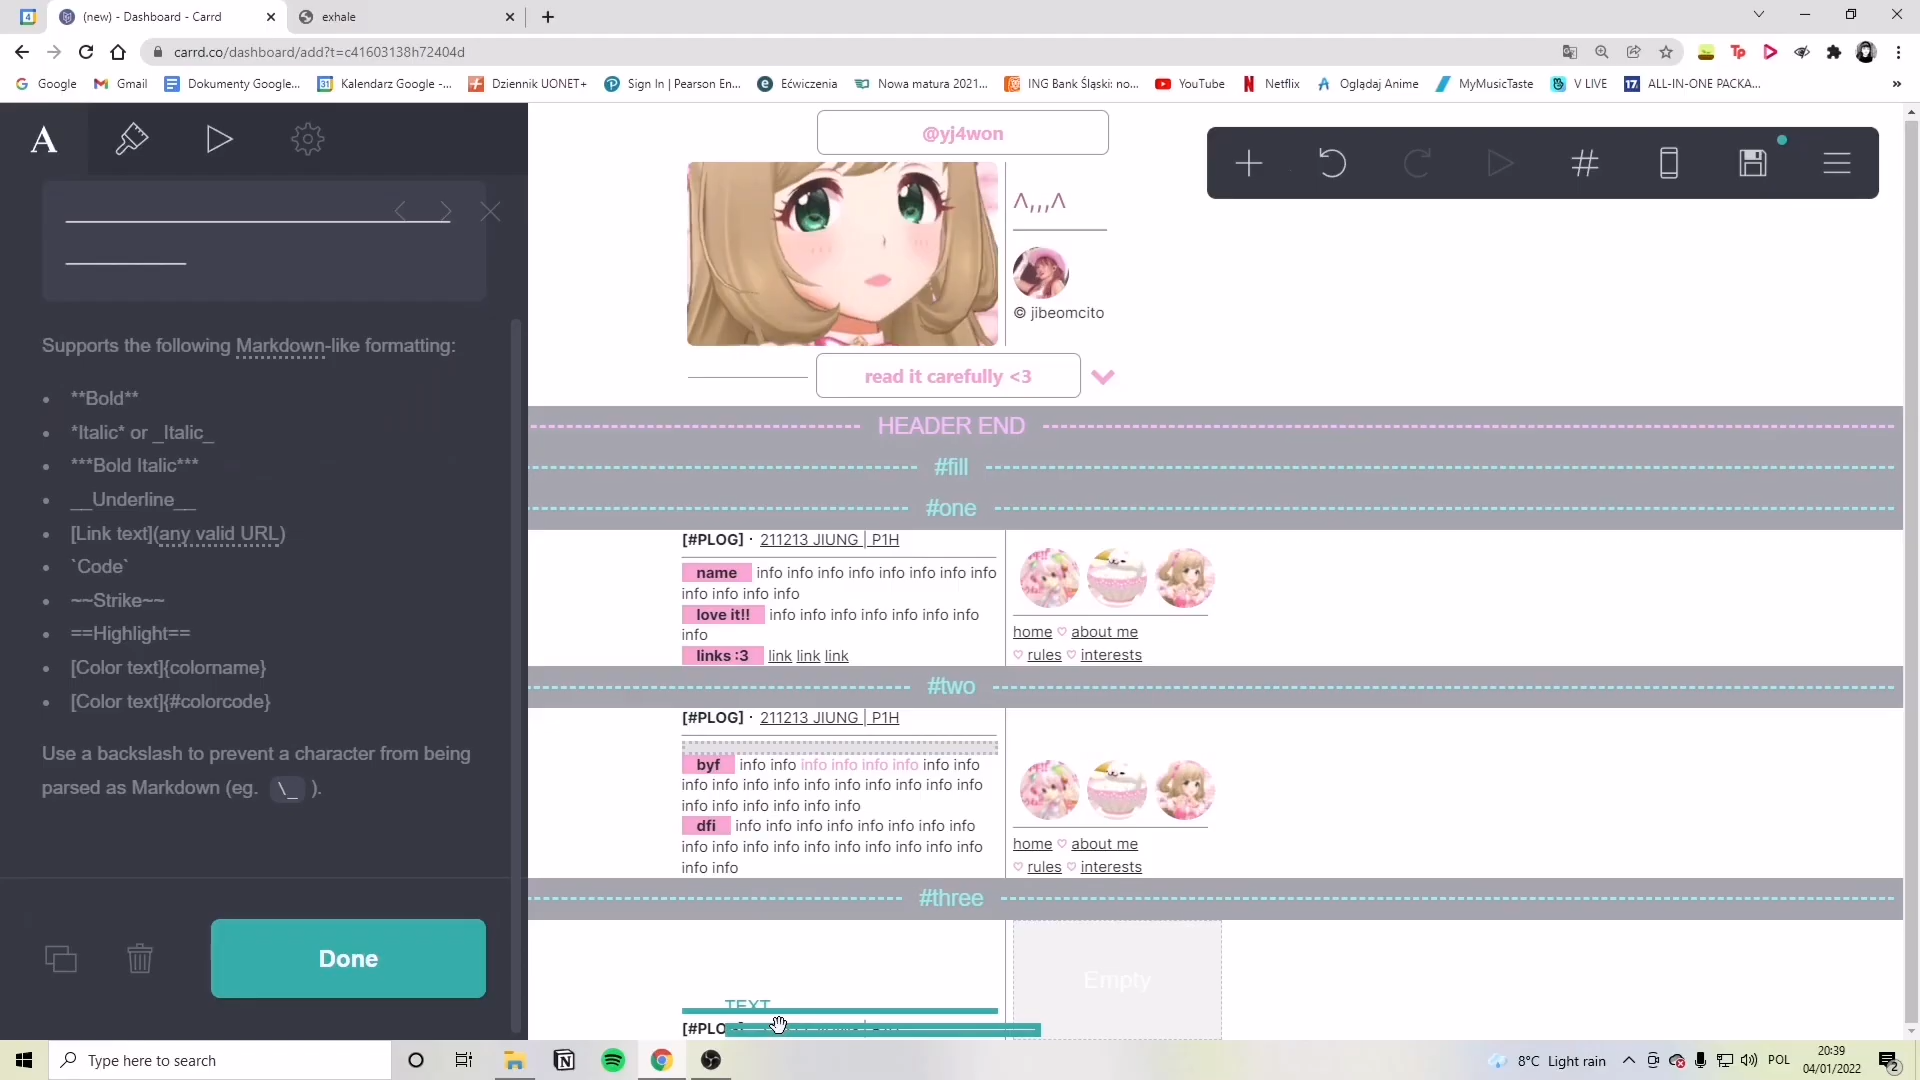 4
(new) - Dashboard - Carrd
exhale
carrd.co/dashboard/add?t=c41603138h72404d
Google
Gmail
Dokumenty Google...
31
Kalendarz Google -...
Dziennik UONET+
Sign In | Pearson En...
Ećwiczenia
Nowa matura 2021...
ING Bank Śląski: no...
YouTube
Netflix
Oglądaj Anime
MyMusicTaste
V LIVE
17
ALL-IN-ONE PACKA...
»
A
Supports the following Markdown-like formatting:
• **Bold**
• *Italic* or _Italic_
• ***Bold Italic***
• __Underline__
• [Link text](any valid URL)
• `Code`
• ~~Strike~~
• ==Highlight==
• [Color text]{colorname}
• [Color text]{#colorcode}
Use a backslash to prevent a character from being
parsed as Markdown (eg. \_ ).
Done
@yj4won
^,,,^
© jibeomcito
read it carefully <3
HEADER END
#fill
#one
[#PLOG] · 211213 JIUNG | P1H
name info info info info info info info info
info info info info
love it!! info info info info info info info
info
links :3 link link link
home ♡ about me
♡ rules ♡ interests
#two
[#PLOG] · 211213 JIUNG | P1H
byf info info info info info info info info
info info info info info info info info info info
info info info info info info
dfi info info info info info info info info
info info info info info info info info info info
info info
home ♡ about me
♡ rules ♡ interests
#three
Empty
TEXT
[#PLO
Type here to search
8°C Light rain
POL
20:39
04/01/2022
2